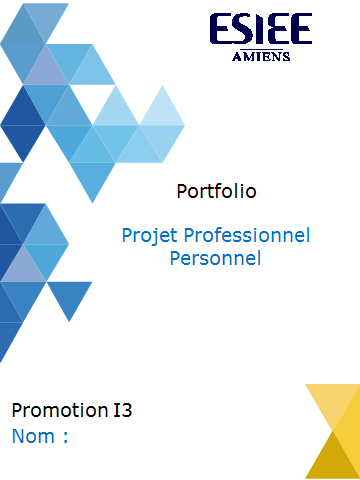 ESIEE
AMIENS
Portfolio
Projet Professionnel
Personnel
Promotion I3
Nom :